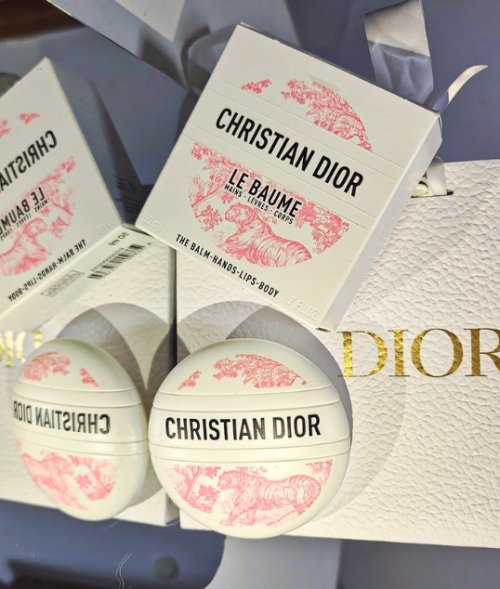 CHRISTIAN DIOR
LE BAUME
MAINS - LÈVRES - CORPS
THE BALM-HANDS-LIPS-BODY
DIOR
CHRISTIAN DIOR
CHRISTIAN
LE BAUME
THE BALM-HANDS-LIPS-BODY
CHRISTIAN DIOR